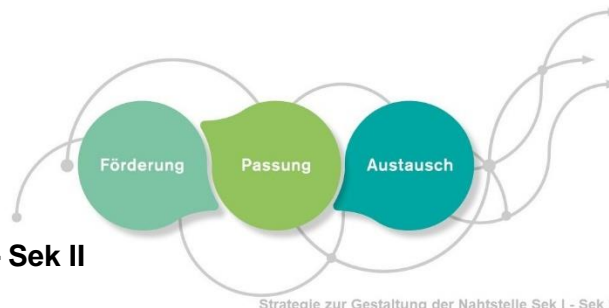 Förderung
Passung
Austausch
Sek II
Strategie zur Gestaltung der Nahtstelle Sek I - Sek